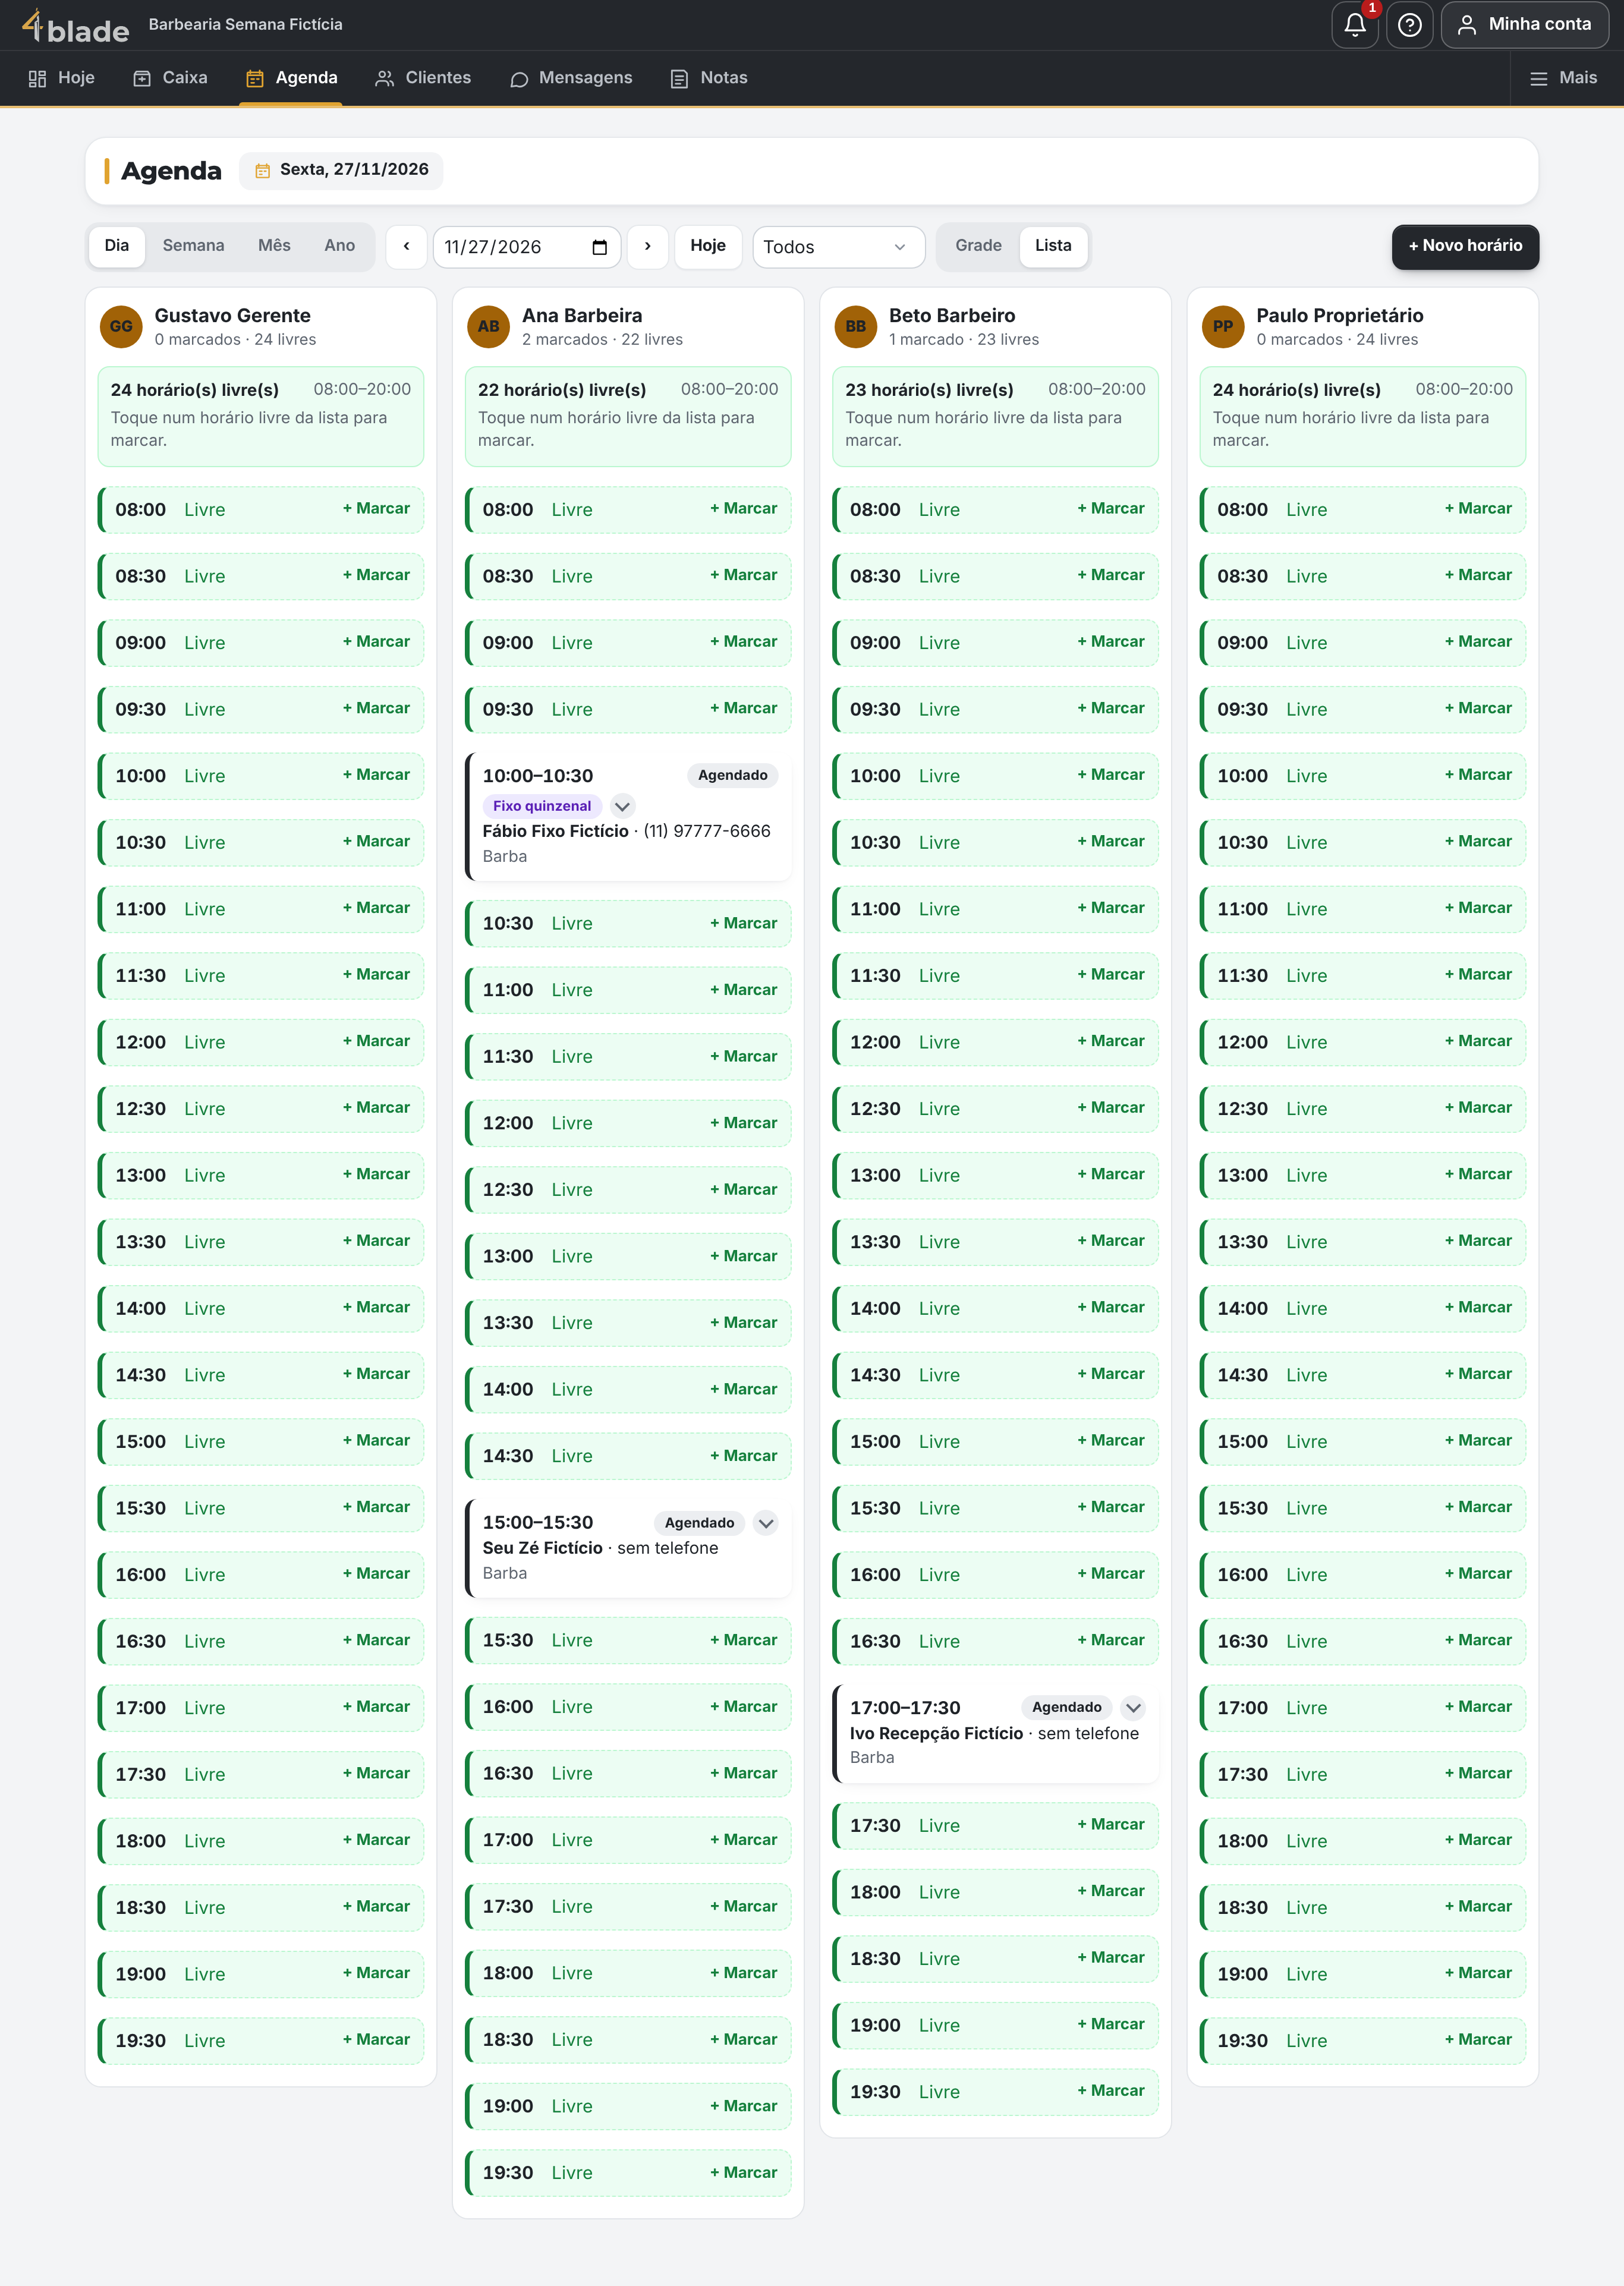 4blade
Barbearia Semana Fictícia
1
Minha conta
Hoje
Caixa
Agenda
Clientes
Mensagens
Notas
Mais
Agenda
Sexta, 27/11/2026
Dia
Semana
Mês
Ano
‹
11/27/2026
›
Hoje
Todos
Grade
Lista
+ Novo horário
GG
Gustavo Gerente
0 marcados · 24 livres
24 horário(s) livre(s) 08:00–20:00
Toque num horário livre da lista para
marcar.
08:00 Livre + Marcar
08:30 Livre + Marcar
09:00 Livre + Marcar
09:30 Livre + Marcar
10:00 Livre + Marcar
10:30 Livre + Marcar
11:00 Livre + Marcar
11:30 Livre + Marcar
12:00 Livre + Marcar
12:30 Livre + Marcar
13:00 Livre + Marcar
13:30 Livre + Marcar
14:00 Livre + Marcar
14:30 Livre + Marcar
15:00 Livre + Marcar
15:30 Livre + Marcar
16:00 Livre + Marcar
16:30 Livre + Marcar
17:00 Livre + Marcar
17:30 Livre + Marcar
18:00 Livre + Marcar
18:30 Livre + Marcar
19:00 Livre + Marcar
19:30 Livre + Marcar
AB
Ana Barbeira
2 marcados · 22 livres
22 horário(s) livre(s) 08:00–20:00
Toque num horário livre da lista para
marcar.
08:00 Livre + Marcar
08:30 Livre + Marcar
09:00 Livre + Marcar
09:30 Livre + Marcar
10:00–10:30 Agendado
Fixo quinzenal
Fábio Fixo Fictício · (11) 97777-6666
Barba
10:30 Livre + Marcar
11:00 Livre + Marcar
11:30 Livre + Marcar
12:00 Livre + Marcar
12:30 Livre + Marcar
13:00 Livre + Marcar
13:30 Livre + Marcar
14:00 Livre + Marcar
14:30 Livre + Marcar
15:00–15:30 Agendado
Seu Zé Fictício · sem telefone
Barba
15:30 Livre + Marcar
16:00 Livre + Marcar
16:30 Livre + Marcar
17:00 Livre + Marcar
17:30 Livre + Marcar
18:00 Livre + Marcar
18:30 Livre + Marcar
19:00 Livre + Marcar
19:30 Livre + Marcar
BB
Beto Barbeiro
1 marcado · 23 livres
23 horário(s) livre(s) 08:00–20:00
Toque num horário livre da lista para
marcar.
08:00 Livre + Marcar
08:30 Livre + Marcar
09:00 Livre + Marcar
09:30 Livre + Marcar
10:00 Livre + Marcar
10:30 Livre + Marcar
11:00 Livre + Marcar
11:30 Livre + Marcar
12:00 Livre + Marcar
12:30 Livre + Marcar
13:00 Livre + Marcar
13:30 Livre + Marcar
14:00 Livre + Marcar
14:30 Livre + Marcar
15:00 Livre + Marcar
15:30 Livre + Marcar
16:00 Livre + Marcar
16:30 Livre + Marcar
17:00–17:30 Agendado
Ivo Recepção Fictício · sem telefone
Barba
17:30 Livre + Marcar
18:00 Livre + Marcar
18:30 Livre + Marcar
19:00 Livre + Marcar
19:30 Livre + Marcar
PP
Paulo Proprietário
0 marcados · 24 livres
24 horário(s) livre(s) 08:00–20:00
Toque num horário livre da lista para
marcar.
08:00 Livre + Marcar
08:30 Livre + Marcar
09:00 Livre + Marcar
09:30 Livre + Marcar
10:00 Livre + Marcar
10:30 Livre + Marcar
11:00 Livre + Marcar
11:30 Livre + Marcar
12:00 Livre + Marcar
12:30 Livre + Marcar
13:00 Livre + Marcar
13:30 Livre + Marcar
14:00 Livre + Marcar
14:30 Livre + Marcar
15:00 Livre + Marcar
15:30 Livre + Marcar
16:00 Livre + Marcar
16:30 Livre + Marcar
17:00 Livre + Marcar
17:30 Livre + Marcar
18:00 Livre + Marcar
18:30 Livre + Marcar
19:00 Livre + Marcar
19:30 Livre + Marcar